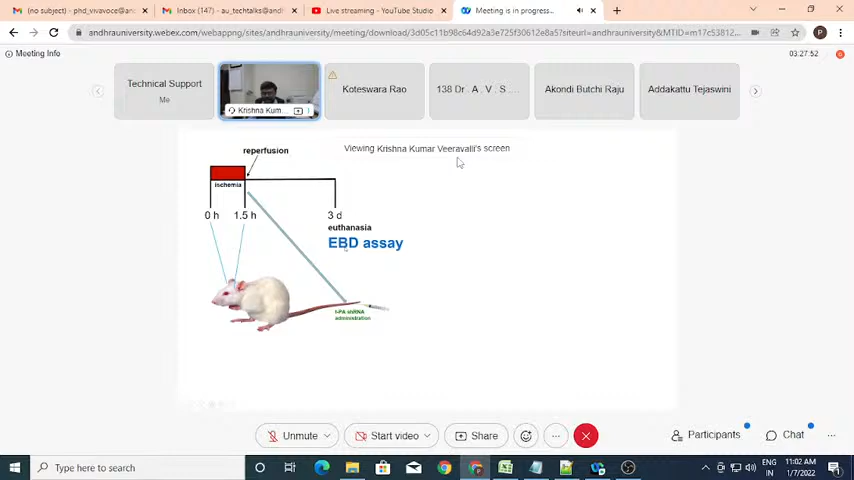 (no subject) - phd_vivavoce@an
Inbox (147) - au_techtalks@andh
Live streaming - YouTube Studio
Meeting is in progress...
andhrauniversity.webex.com/webappng/sites/andhrauniversity/meeting/download/3d05c11b98c64d92a3e725f30612e8a5?siteurl=andhrauniversity&MTID=m17c53812...
P
Meeting Info
03:27:52
Technical Support
Me
Krishna Kum...
Koteswara Rao
138 Dr . A . V . S . ...
Akondi Butchi Raju
Addakattu Tejaswini
Viewing Krishna Kumar Veeravalli's screen
reperfusion
ischemia
0 h
1.5 h
3 d
euthanasia
EBD assay
t-PA shRNA
administration
Unmute
Start video
Share
Participants
Chat
Type here to search
ENG
IN
11:02 AM
1/7/2022